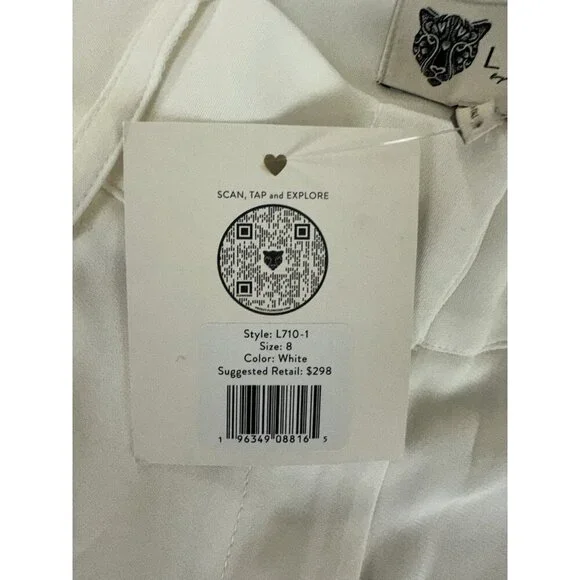 L
SCAN, TAP and EXPLORE
Style: L710-1
Size: 8
Color: White
Suggested Retail: $298
1 96349 08816 5